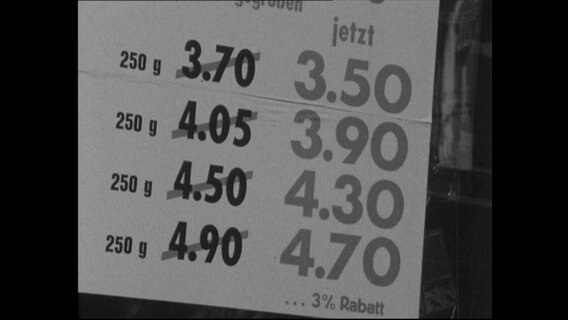 jetzt
250 g 3.70 3.50
250 g 4.05 3.90
250 g 4.50 4.30
250 g 4.90 4.70
... 3% Rabatt